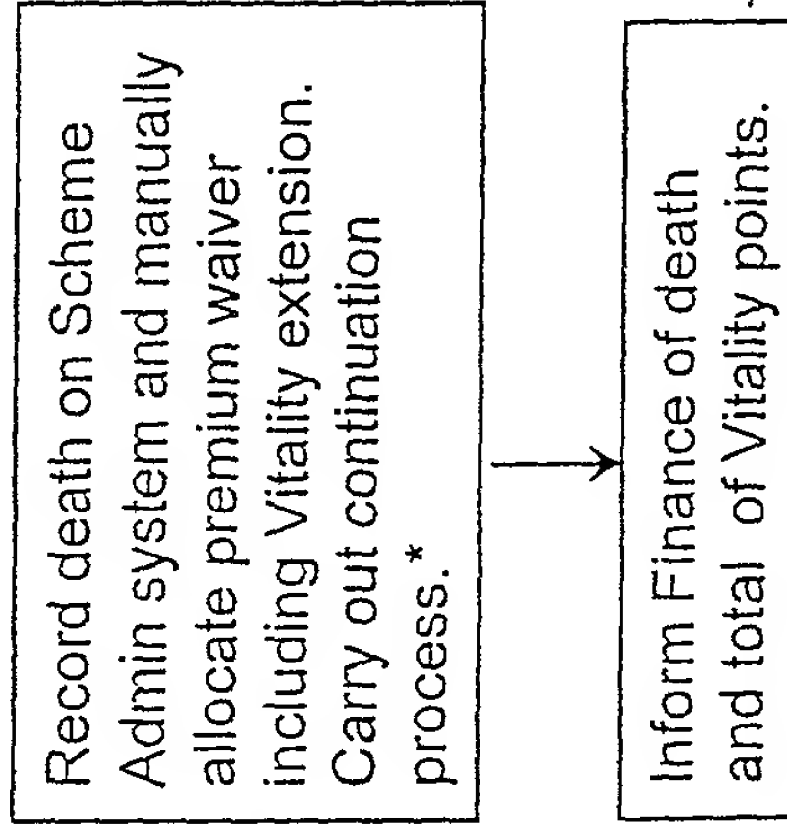 Record death on Scheme
Admin system and manually
allocate premium waiver
including Vitality extension.
Carry out continuation
process.*
Inform Finance of death
and total of Vitality points.